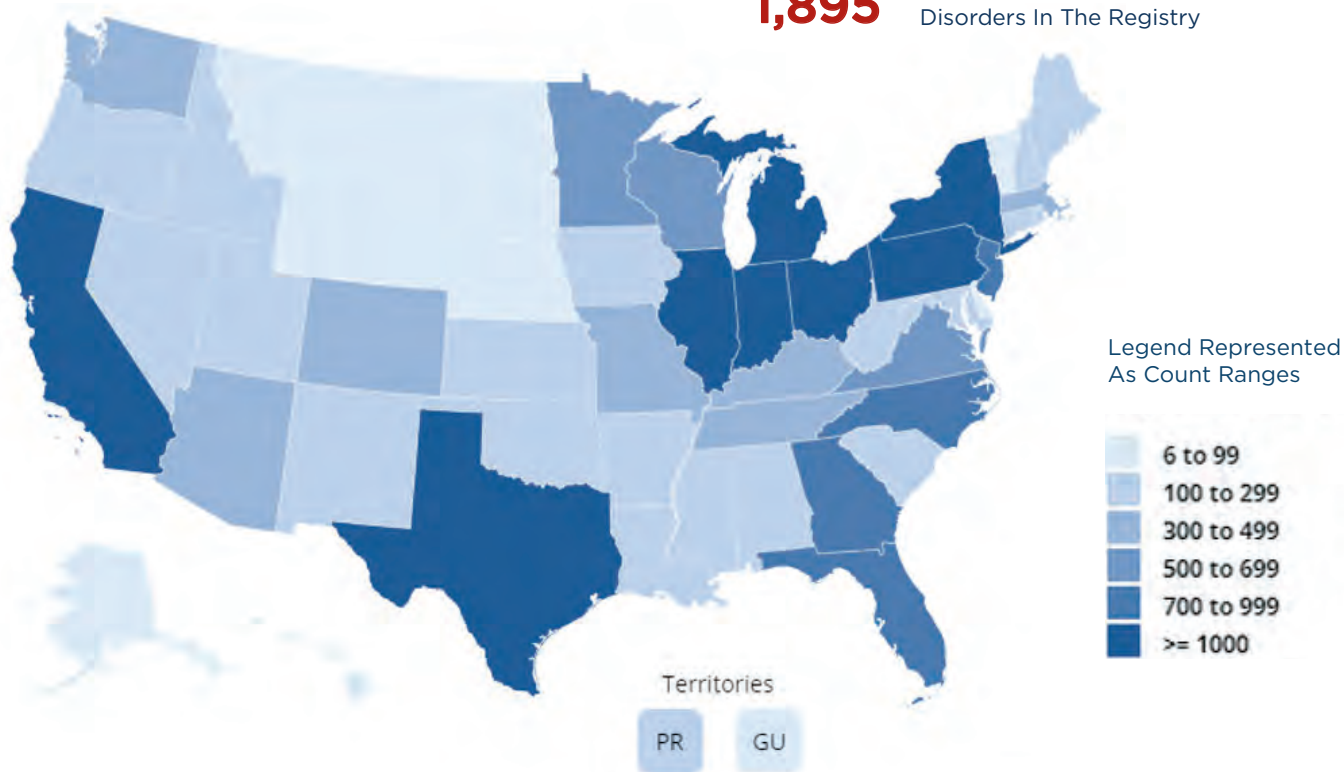 1,895
Disorders In The Registry
Legend Represented
As Count Ranges
6 to 99
100 to 299
300 to 499
500 to 699
700 to 999
>= 1000
Territories
PR
GU